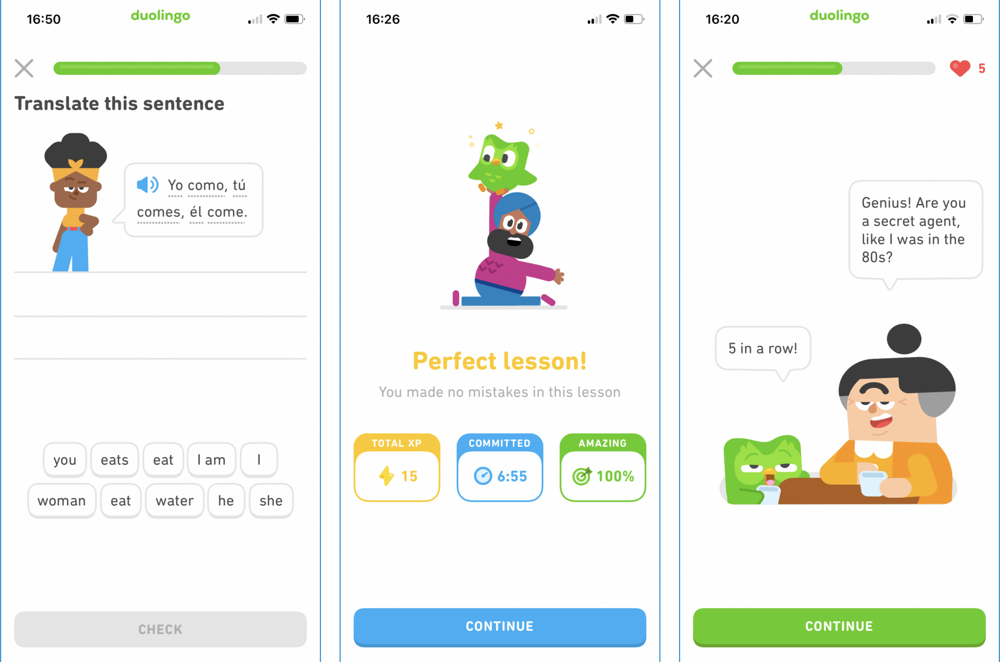 16:50
duolingo
Translate this sentence
Yo como, tú
comes, él come.
you eats eat I am I
woman eat water he she
CHECK
16:26
Perfect lesson!
You made no mistakes in this lesson
TOTAL XP COMMITTED AMAZING
15 6:55 100%
CONTINUE
16:20
duolingo
5
Genius! Are you
a secret agent,
like I was in the
80s?
5 in a row!
CONTINUE